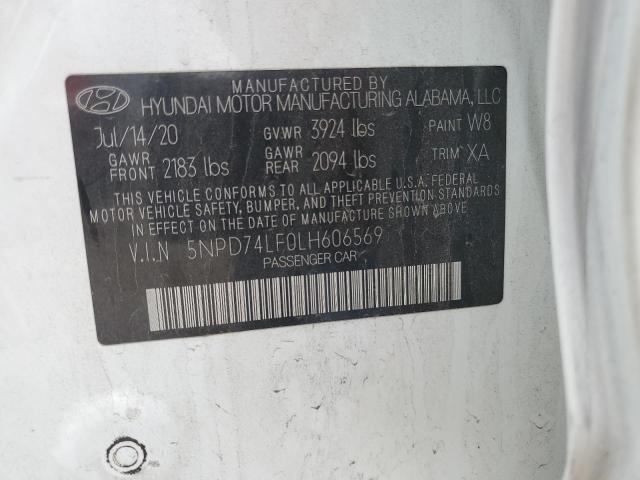 MANUFACTURED BY
HYUNDAI MOTOR MANUFACTURING ALABAMA, LLC
Jul/14/20 GV.WR 3924 lbs PAINT W8
GAWR FRONT 2183 lbs GAWR REAR 2094 lbs TRIM XA
THIS VEHICLE CONFORMS TO ALL APPLICABLE U.S.A. FEDERAL
MOTOR VEHICLE SAFETY, BUMPER, AND THEFT PREVENTION STANDARDS
IN EFFECT ON THE DATE OF MANUFACTURE SHOWN ABOVE.
V.I.N 5NPD74LF0LH606569
PASSENGER CAR